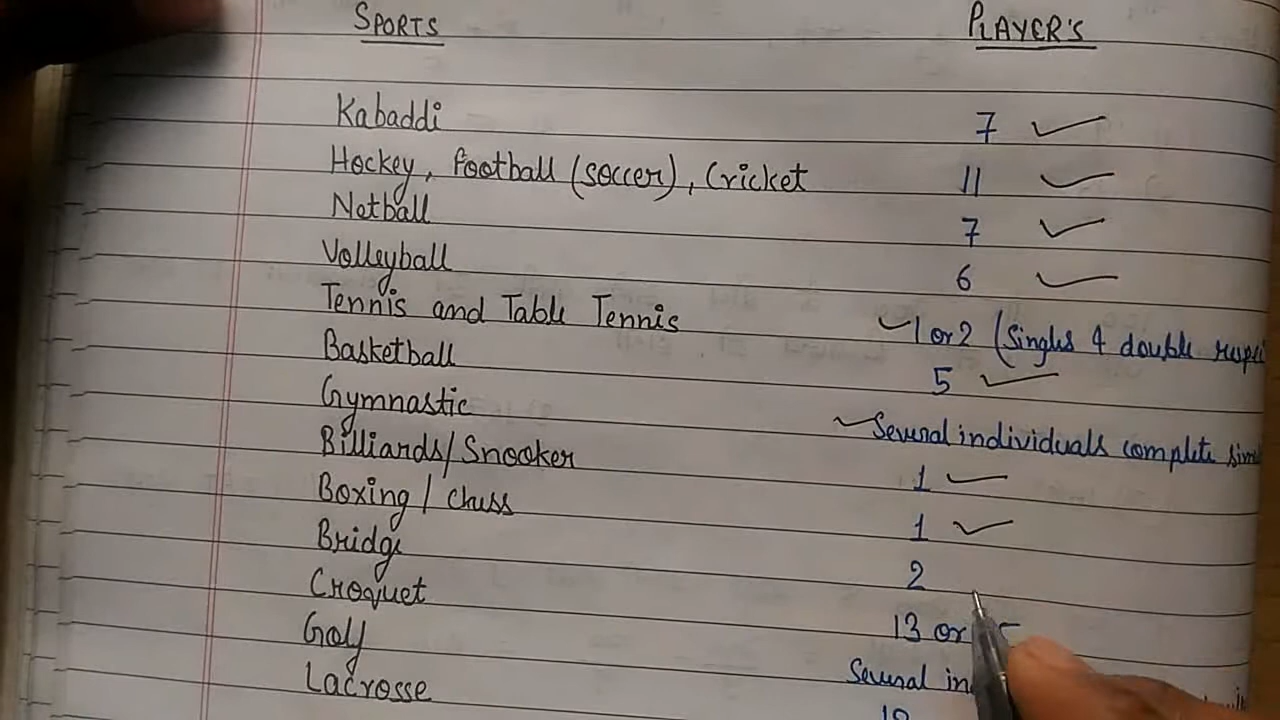 SPORTS PLAYER'S
Kabaddi 7
Hockey, football (soccer), Cricket 11
Netball 7
Volleyball 6
Tennis and Table Tennis 1 or 2 (Singles & double
Basketball 5
Gymnastic Several individuals complete
Billiards/Snooker 1
Boxing / Chess 1
Bridge 2
Croquet 13 or
Golf Several
Lacrosse